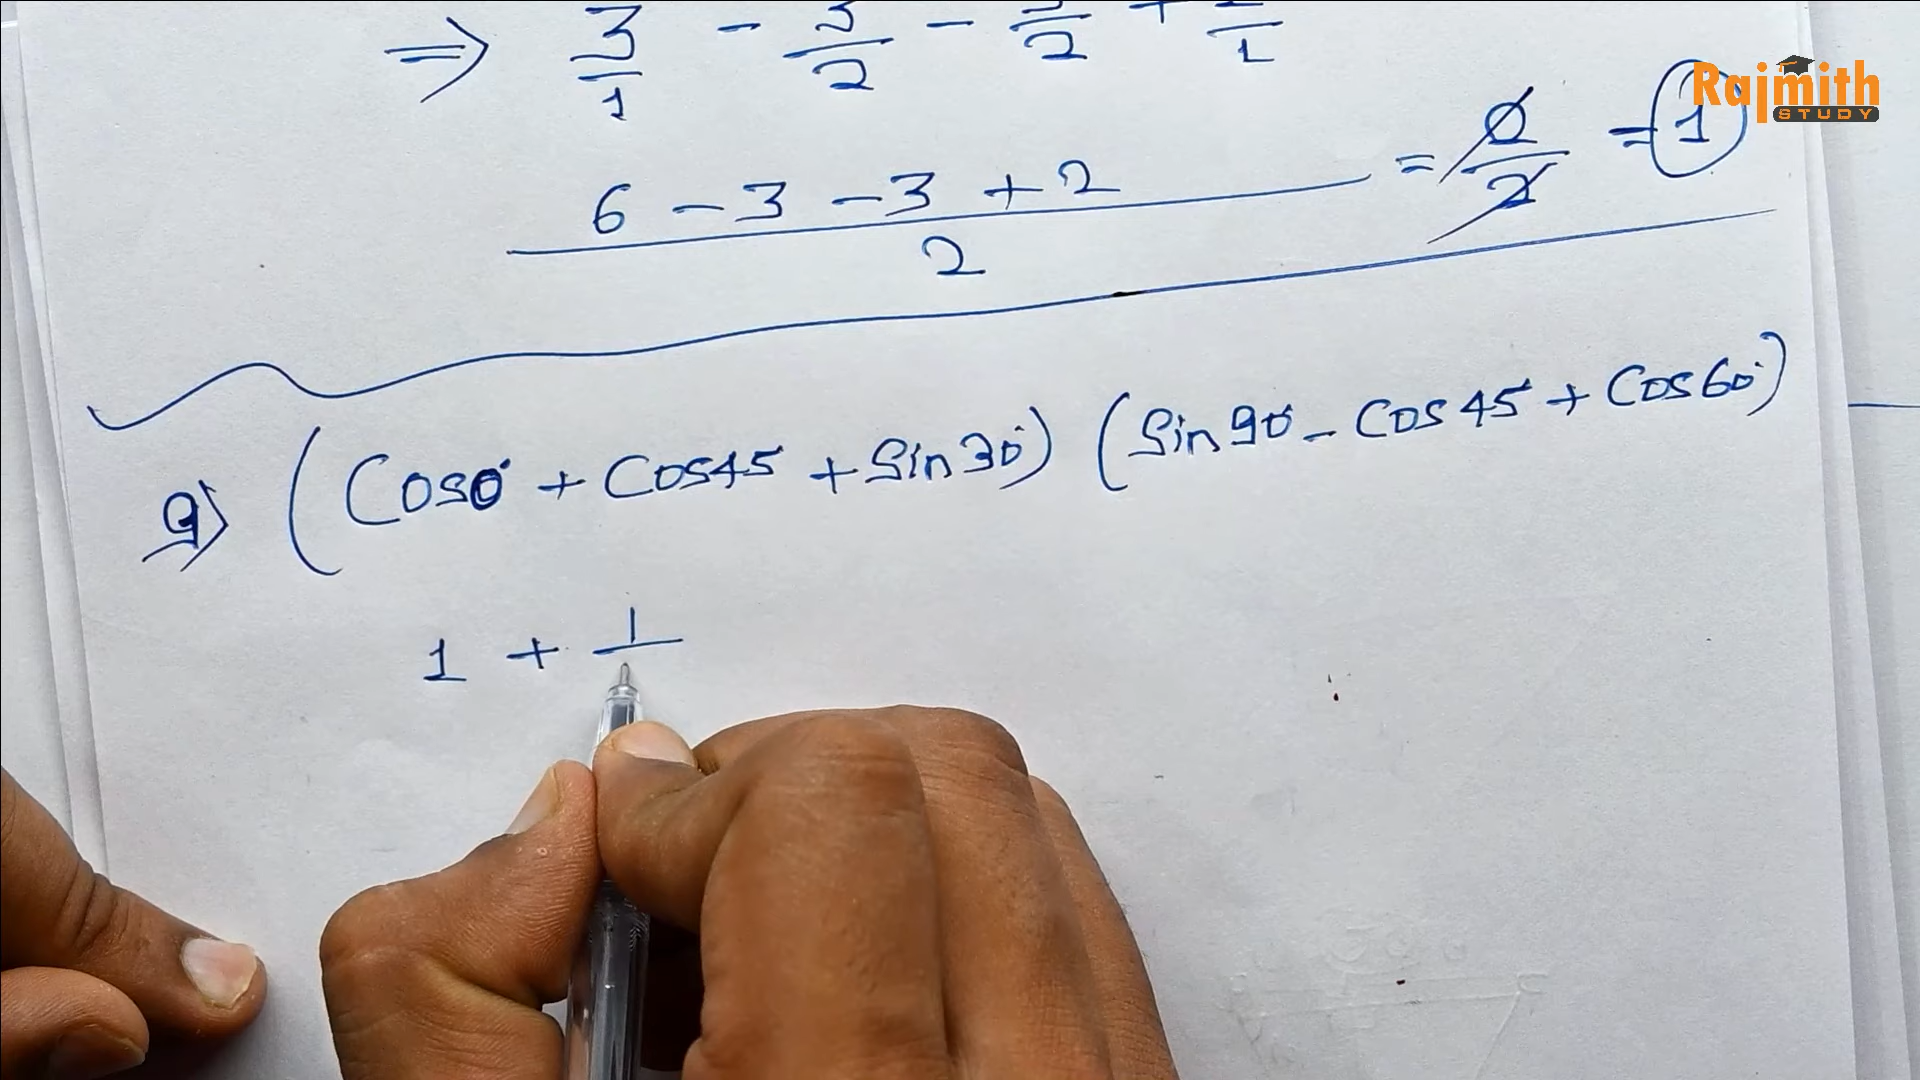 ⇒ 3/1 - 3/2 - 3/2 + /1
6 - 3 - 3 + 2 / 2 = 2/2 = 1
Rajmith
STUDY
9) (Cos0° + Cos45° + Sin30°) (Sin90° - Cos45° + Cos60°)
1 + 1/